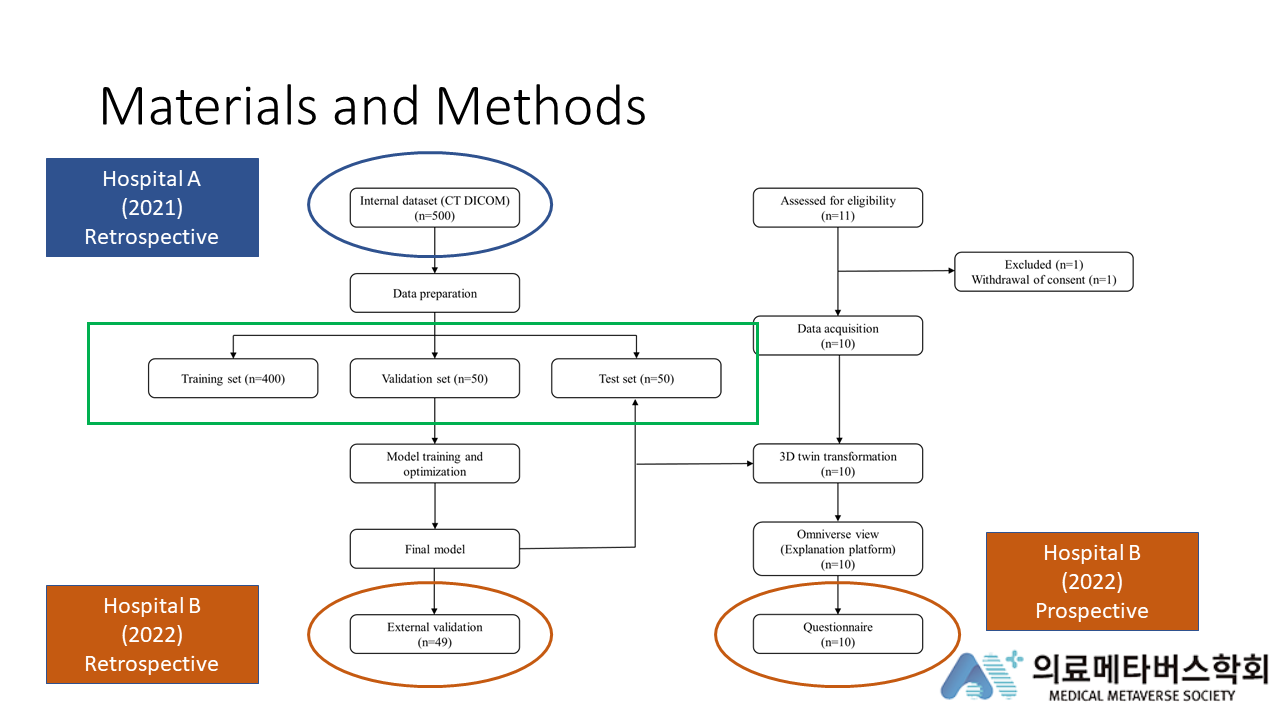 Materials and Methods
Hospital A
(2021)
Retrospective
Internal dataset (CT DICOM)
(n=500)
Data preparation
Training set (n=400)
Validation set (n=50)
Test set (n=50)
Model training and
optimization
Final model
Hospital B
(2022)
Retrospective
External validation
(n=49)
Assessed for eligibility
(n=11)
Excluded (n=1)
Withdrawal of consent (n=1)
Data acquisition
(n=10)
3D twin transformation
(n=10)
Omniverse view
(Explanation platform)
(n=10)
Questionnaire
(n=10)
Hospital B
(2022)
Prospective
의료메타버스학회
MEDICAL METAVERSE SOCIETY